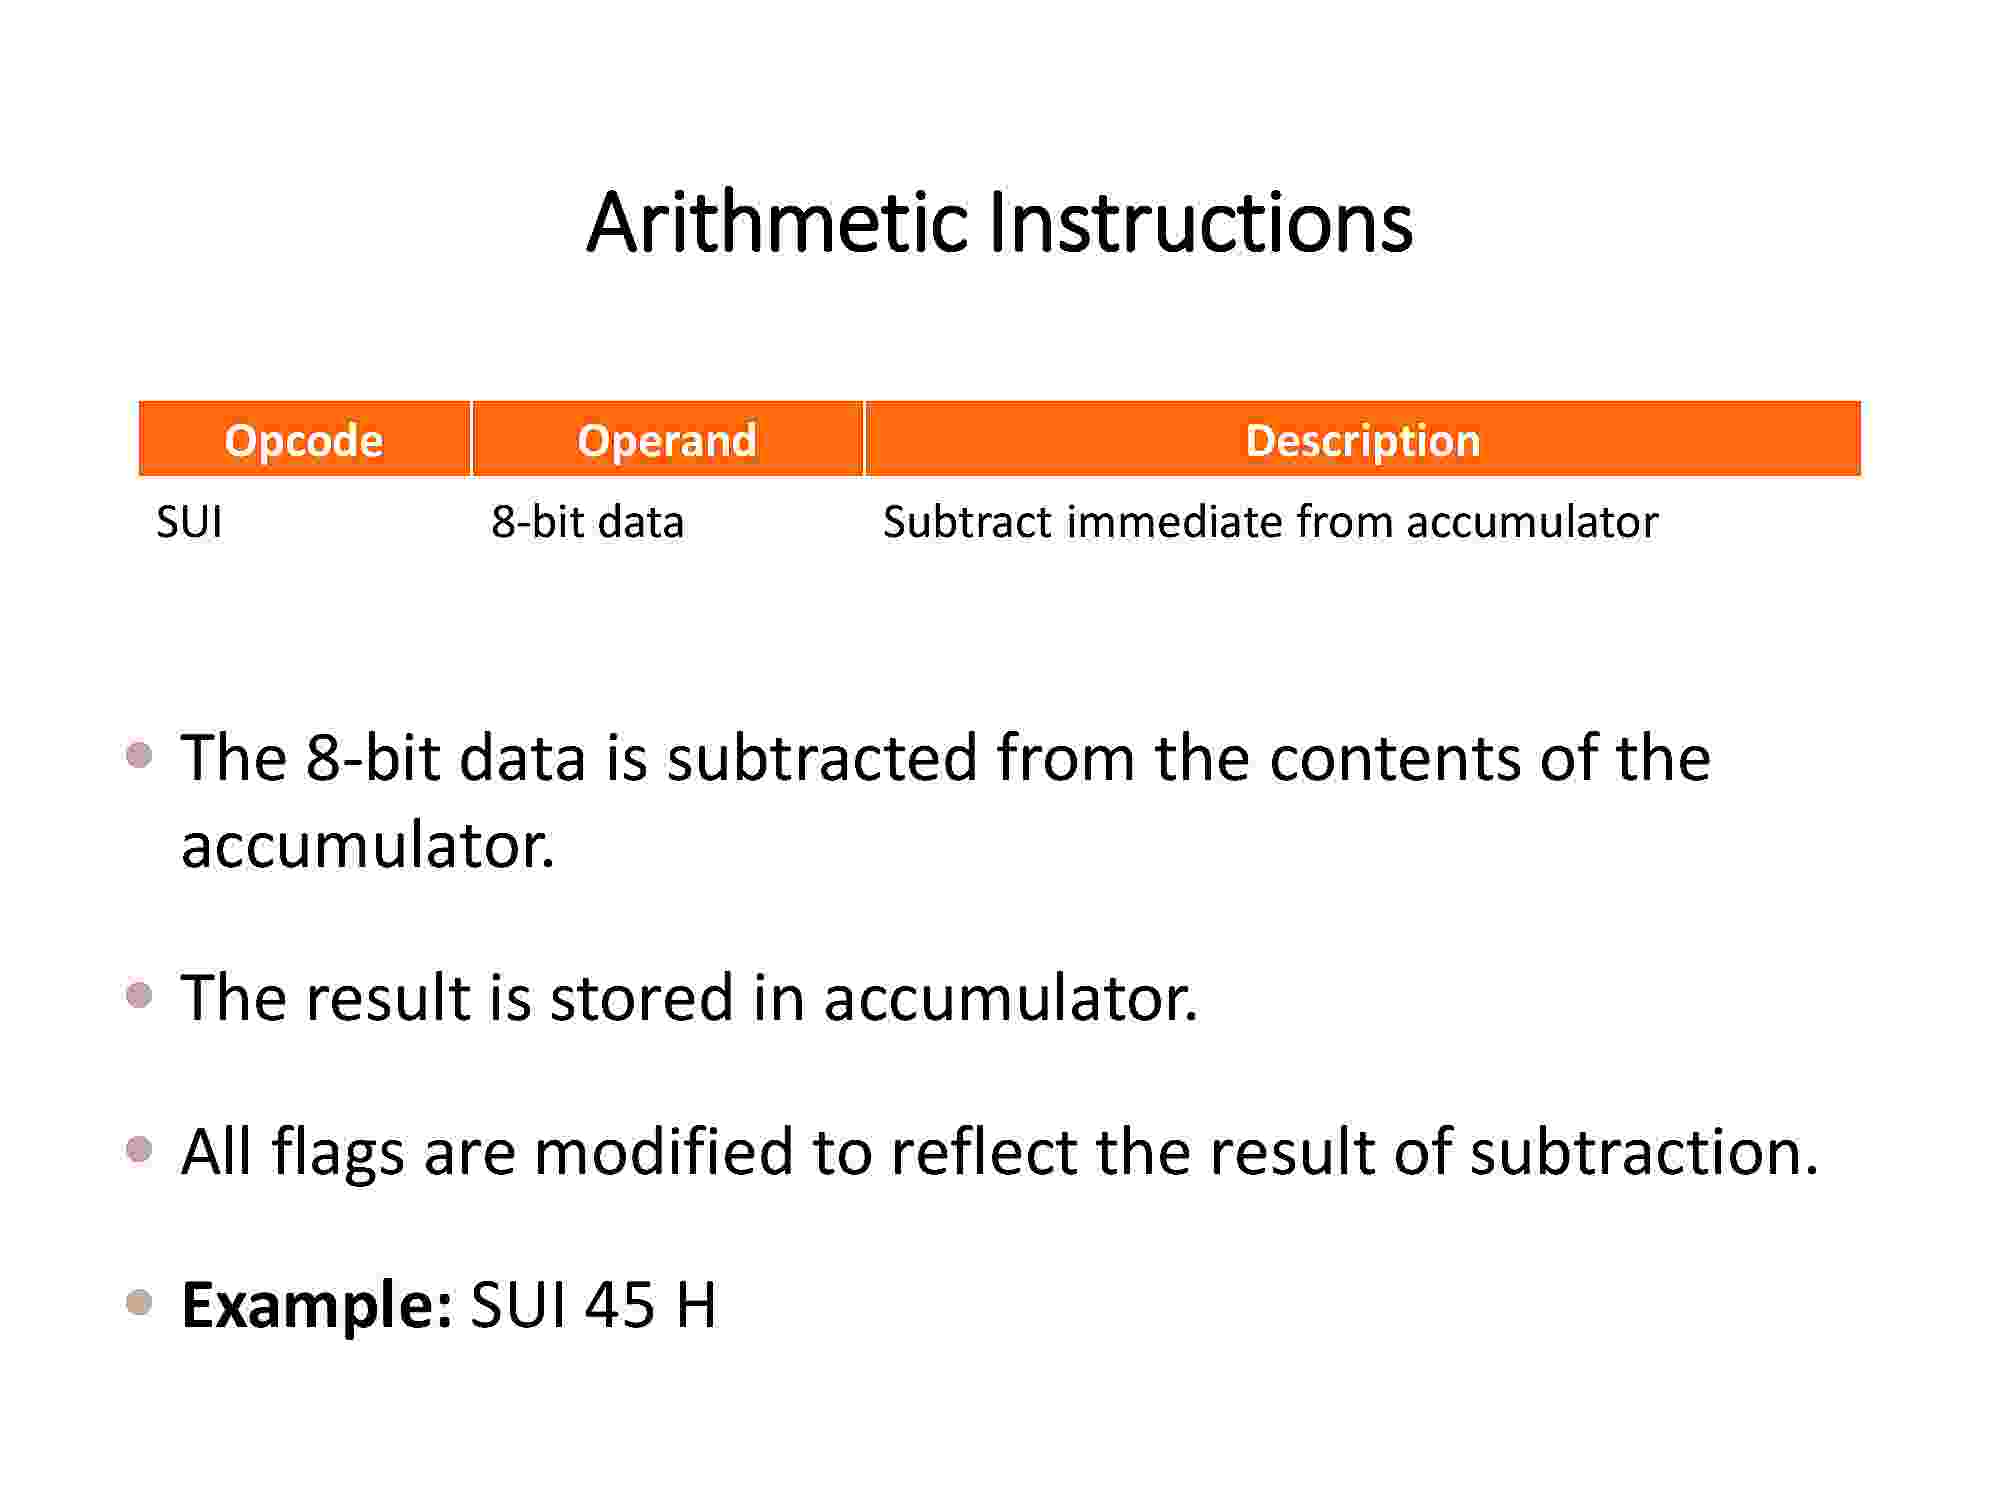 Arithmetic Instructions
Opcode Operand Description
SUI 8-bit data Subtract immediate from accumulator
The 8-bit data is subtracted from the contents of the
accumulator.
The result is stored in accumulator.
All flags are modified to reflect the result of subtraction.
Example: SUI 45 H